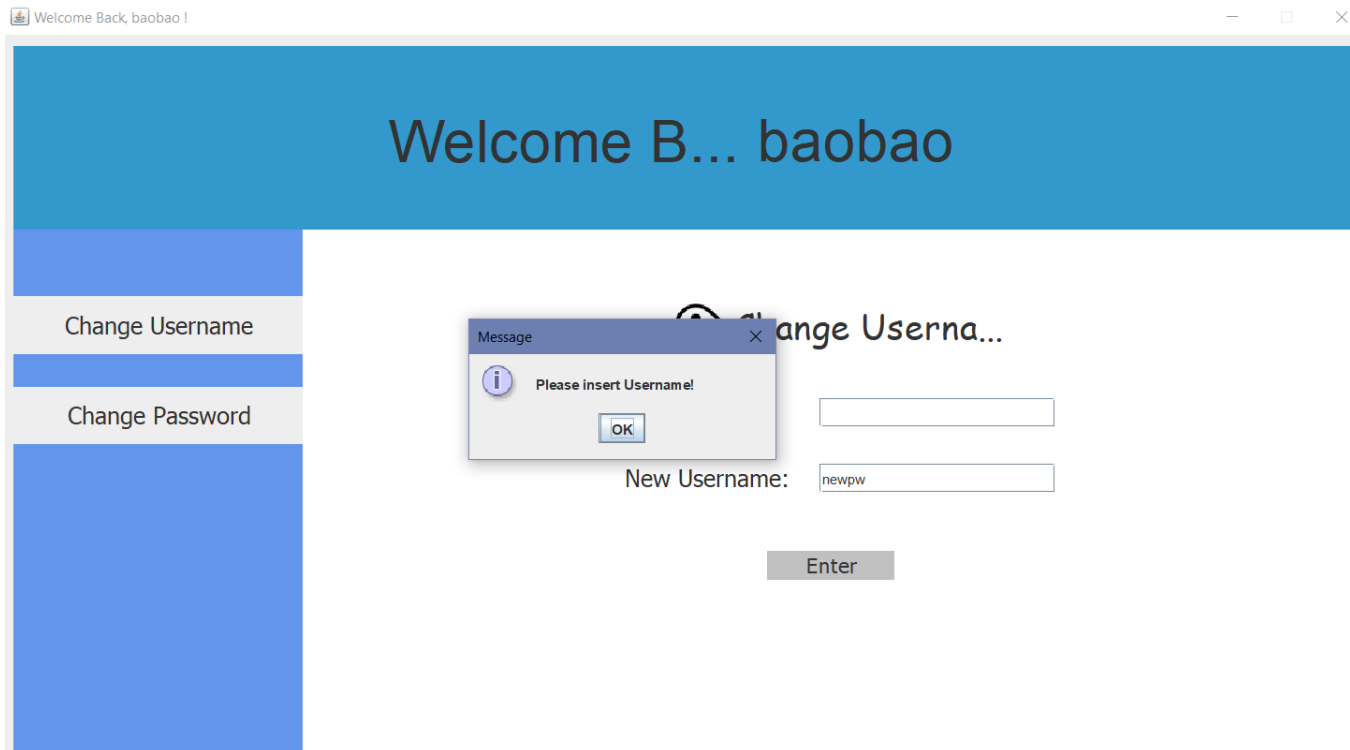 Welcome Back, baobao !
Welcome B... baobao
Change Username
Change Password
ange Userna...
Message
Please insert Username!
OK
New Username:
newpw
Enter